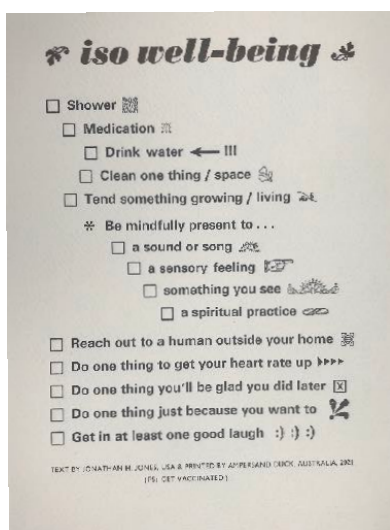 iso well-being
Shower
Medication
Drink water ← !!!
Clean one thing / space
Tend something growing / living
* Be mindfully present to . . .
a sound or song
a sensory feeling
something you see
a spiritual practice
Reach out to a human outside your home
Do one thing to get your heart rate up ▸▸▸▸
Do one thing you'll be glad you did later ☒
Do one thing just because you want to
Get in at least one good laugh :) :) :)
TEXT BY JONATHAN M. JONES, USA & PRINTED BY AMPERSAND DUCK, AUSTRALIA, 2021
(PS: GET VACCINATED)